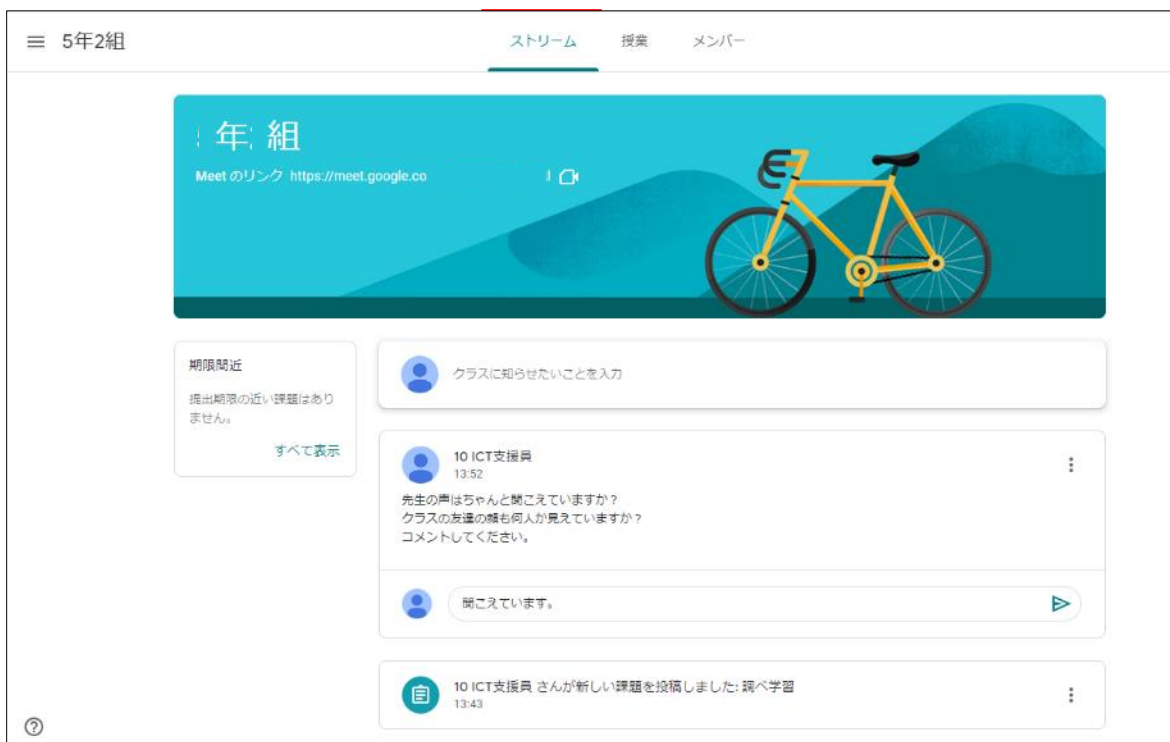 5年2組
ストリーム 授業 メンバー
年 組
Meet のリンク https://meet.google.co
期限間近
提出期限の近い課題はあり
ません。
すべて表示
クラスに知らせたいことを入力
10 ICT支援員
13:52
先生の声はちゃんと聞こえていますか?
クラスの友達の顔も何人か見えていますか?
コメントしてください。
聞こえています。
10 ICT支援員 さんが新しい課題を投稿しました: 調べ学習
13:43